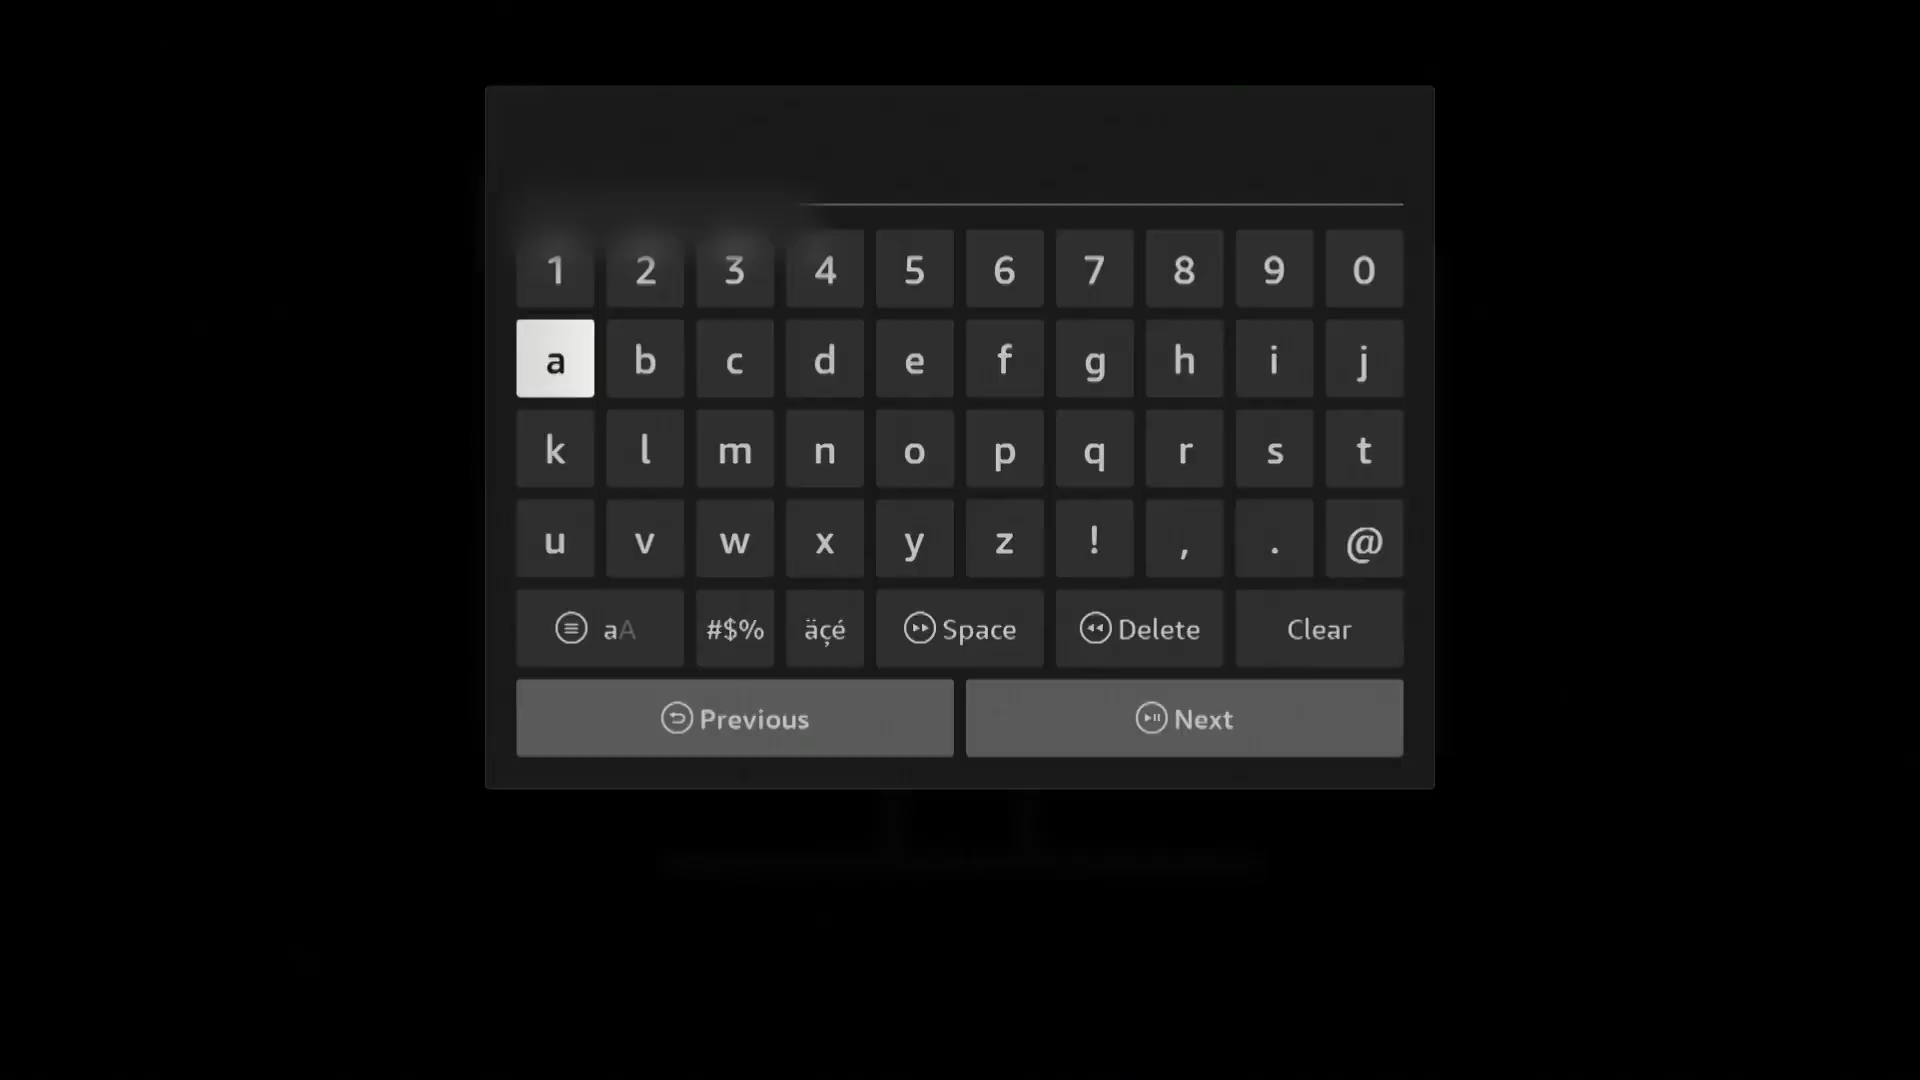 1 2 3 4 5 6 7 8 9 0
a b c d e f g h i j
k l m n o p q r s t
u v w x y z ! , . @
aA #$% äçé Space Delete Clear
Previous Next